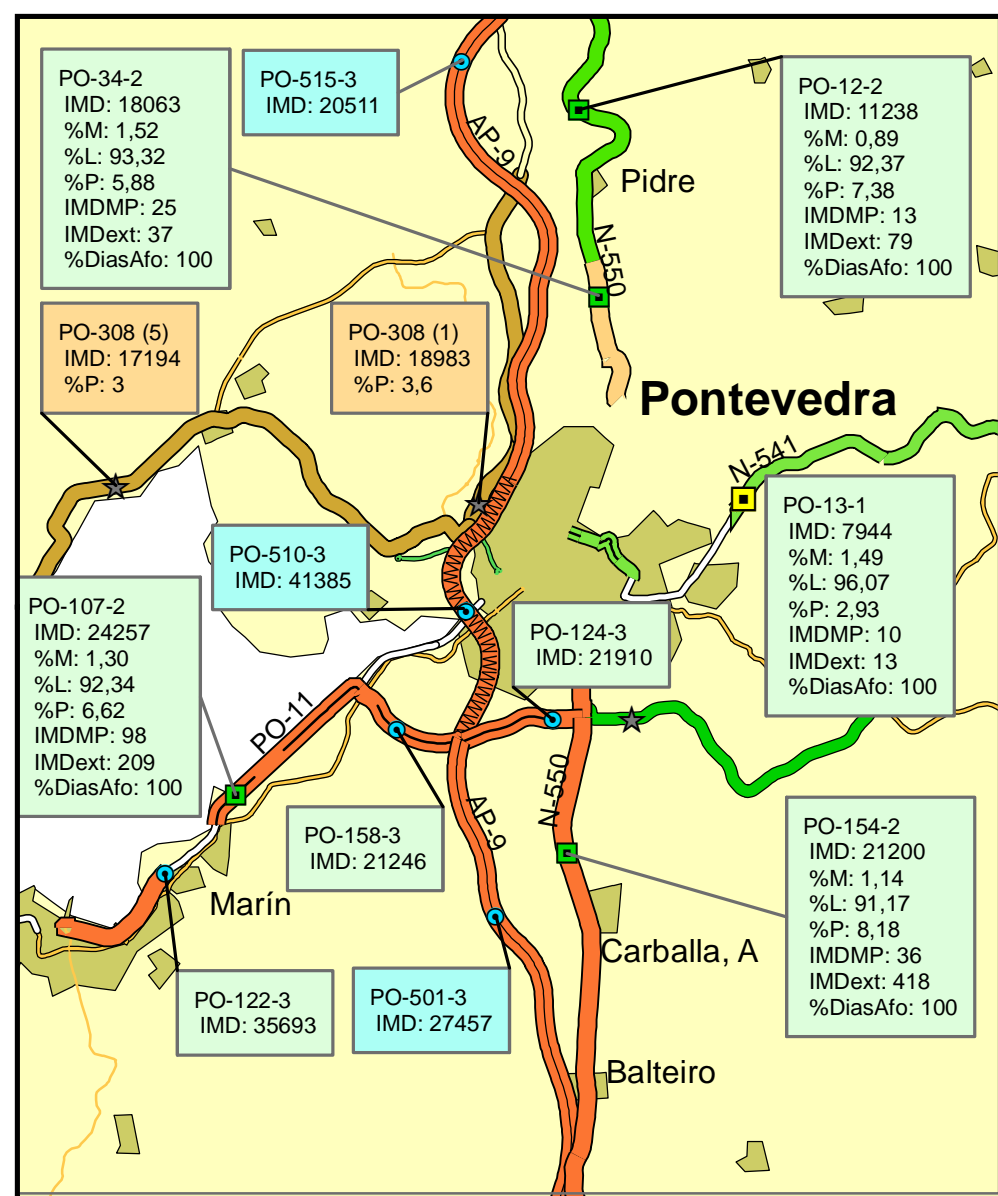 PO-34-2
IMD: 18063
%M: 1,52
%L: 93,32
%P: 5,88
IMDMP: 25
IMDext: 37
%DiasAfo: 100
PO-515-3
IMD: 20511
AP-9
PO-12-2
IMD: 11238
%M: 0,89
%L: 92,37
%P: 7,38
IMDMP: 13
IMDext: 79
%DiasAfo: 100
Pidre
N-550
PO-308 (5)
IMD: 17194
%P: 3
PO-308 (1)
IMD: 18983
%P: 3,6
Pontevedra
N-541
PO-13-1
IMD: 7944
%M: 1,49
%L: 96,07
%P: 2,93
IMDMP: 10
IMDext: 13
%DiasAfo: 100
PO-510-3
IMD: 41385
PO-107-2
IMD: 24257
%M: 1,30
%L: 92,34
%P: 6,62
IMDMP: 98
IMDext: 209
%DiasAfo: 100
PO-124-3
IMD: 21910
PO-11
N-550
AP-9
PO-158-3
IMD: 21246
PO-154-2
IMD: 21200
%M: 1,14
%L: 91,17
%P: 8,18
IMDMP: 36
IMDext: 418
%DiasAfo: 100
Marín
Carballa, A
PO-122-3
IMD: 35693
PO-501-3
IMD: 27457
Balteiro